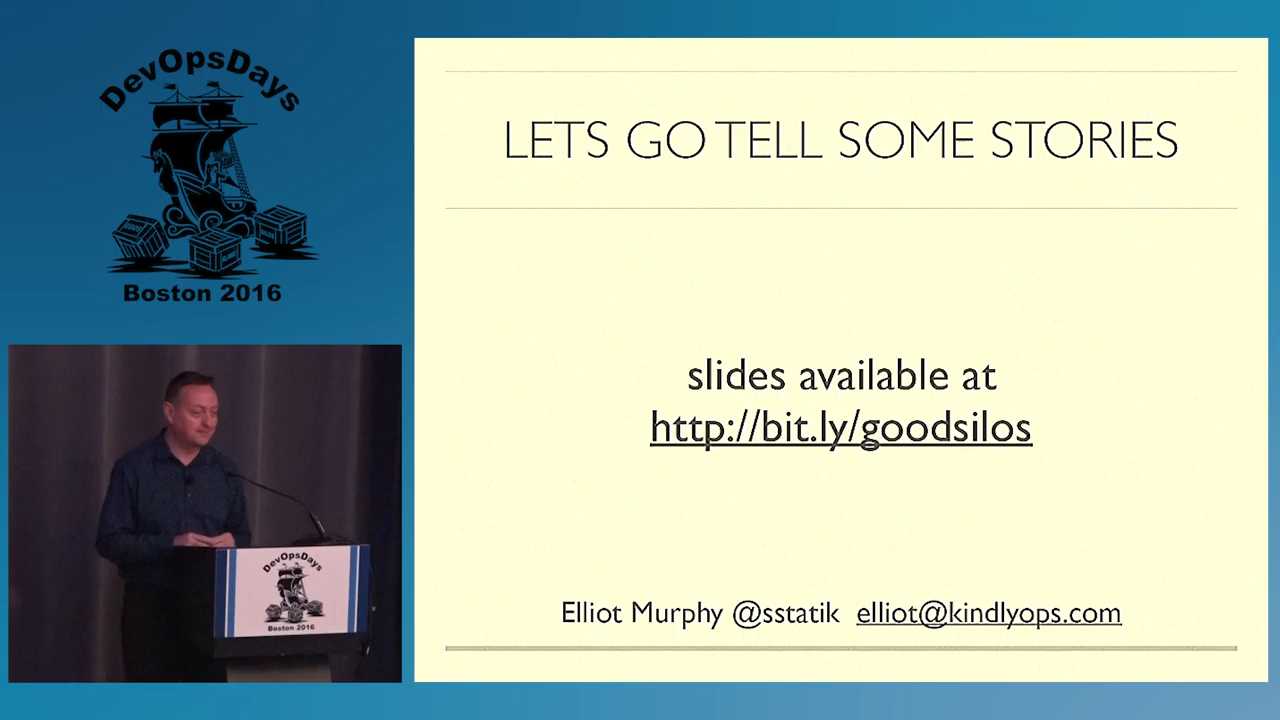 DevOpsDays
Boston 2016
LETS GO TELL SOME STORIES
slides available at
http://bit.ly/goodsilos
Elliot Murphy @sstatik elliot@kindlyops.com
DevOpsDays
Boston 2016